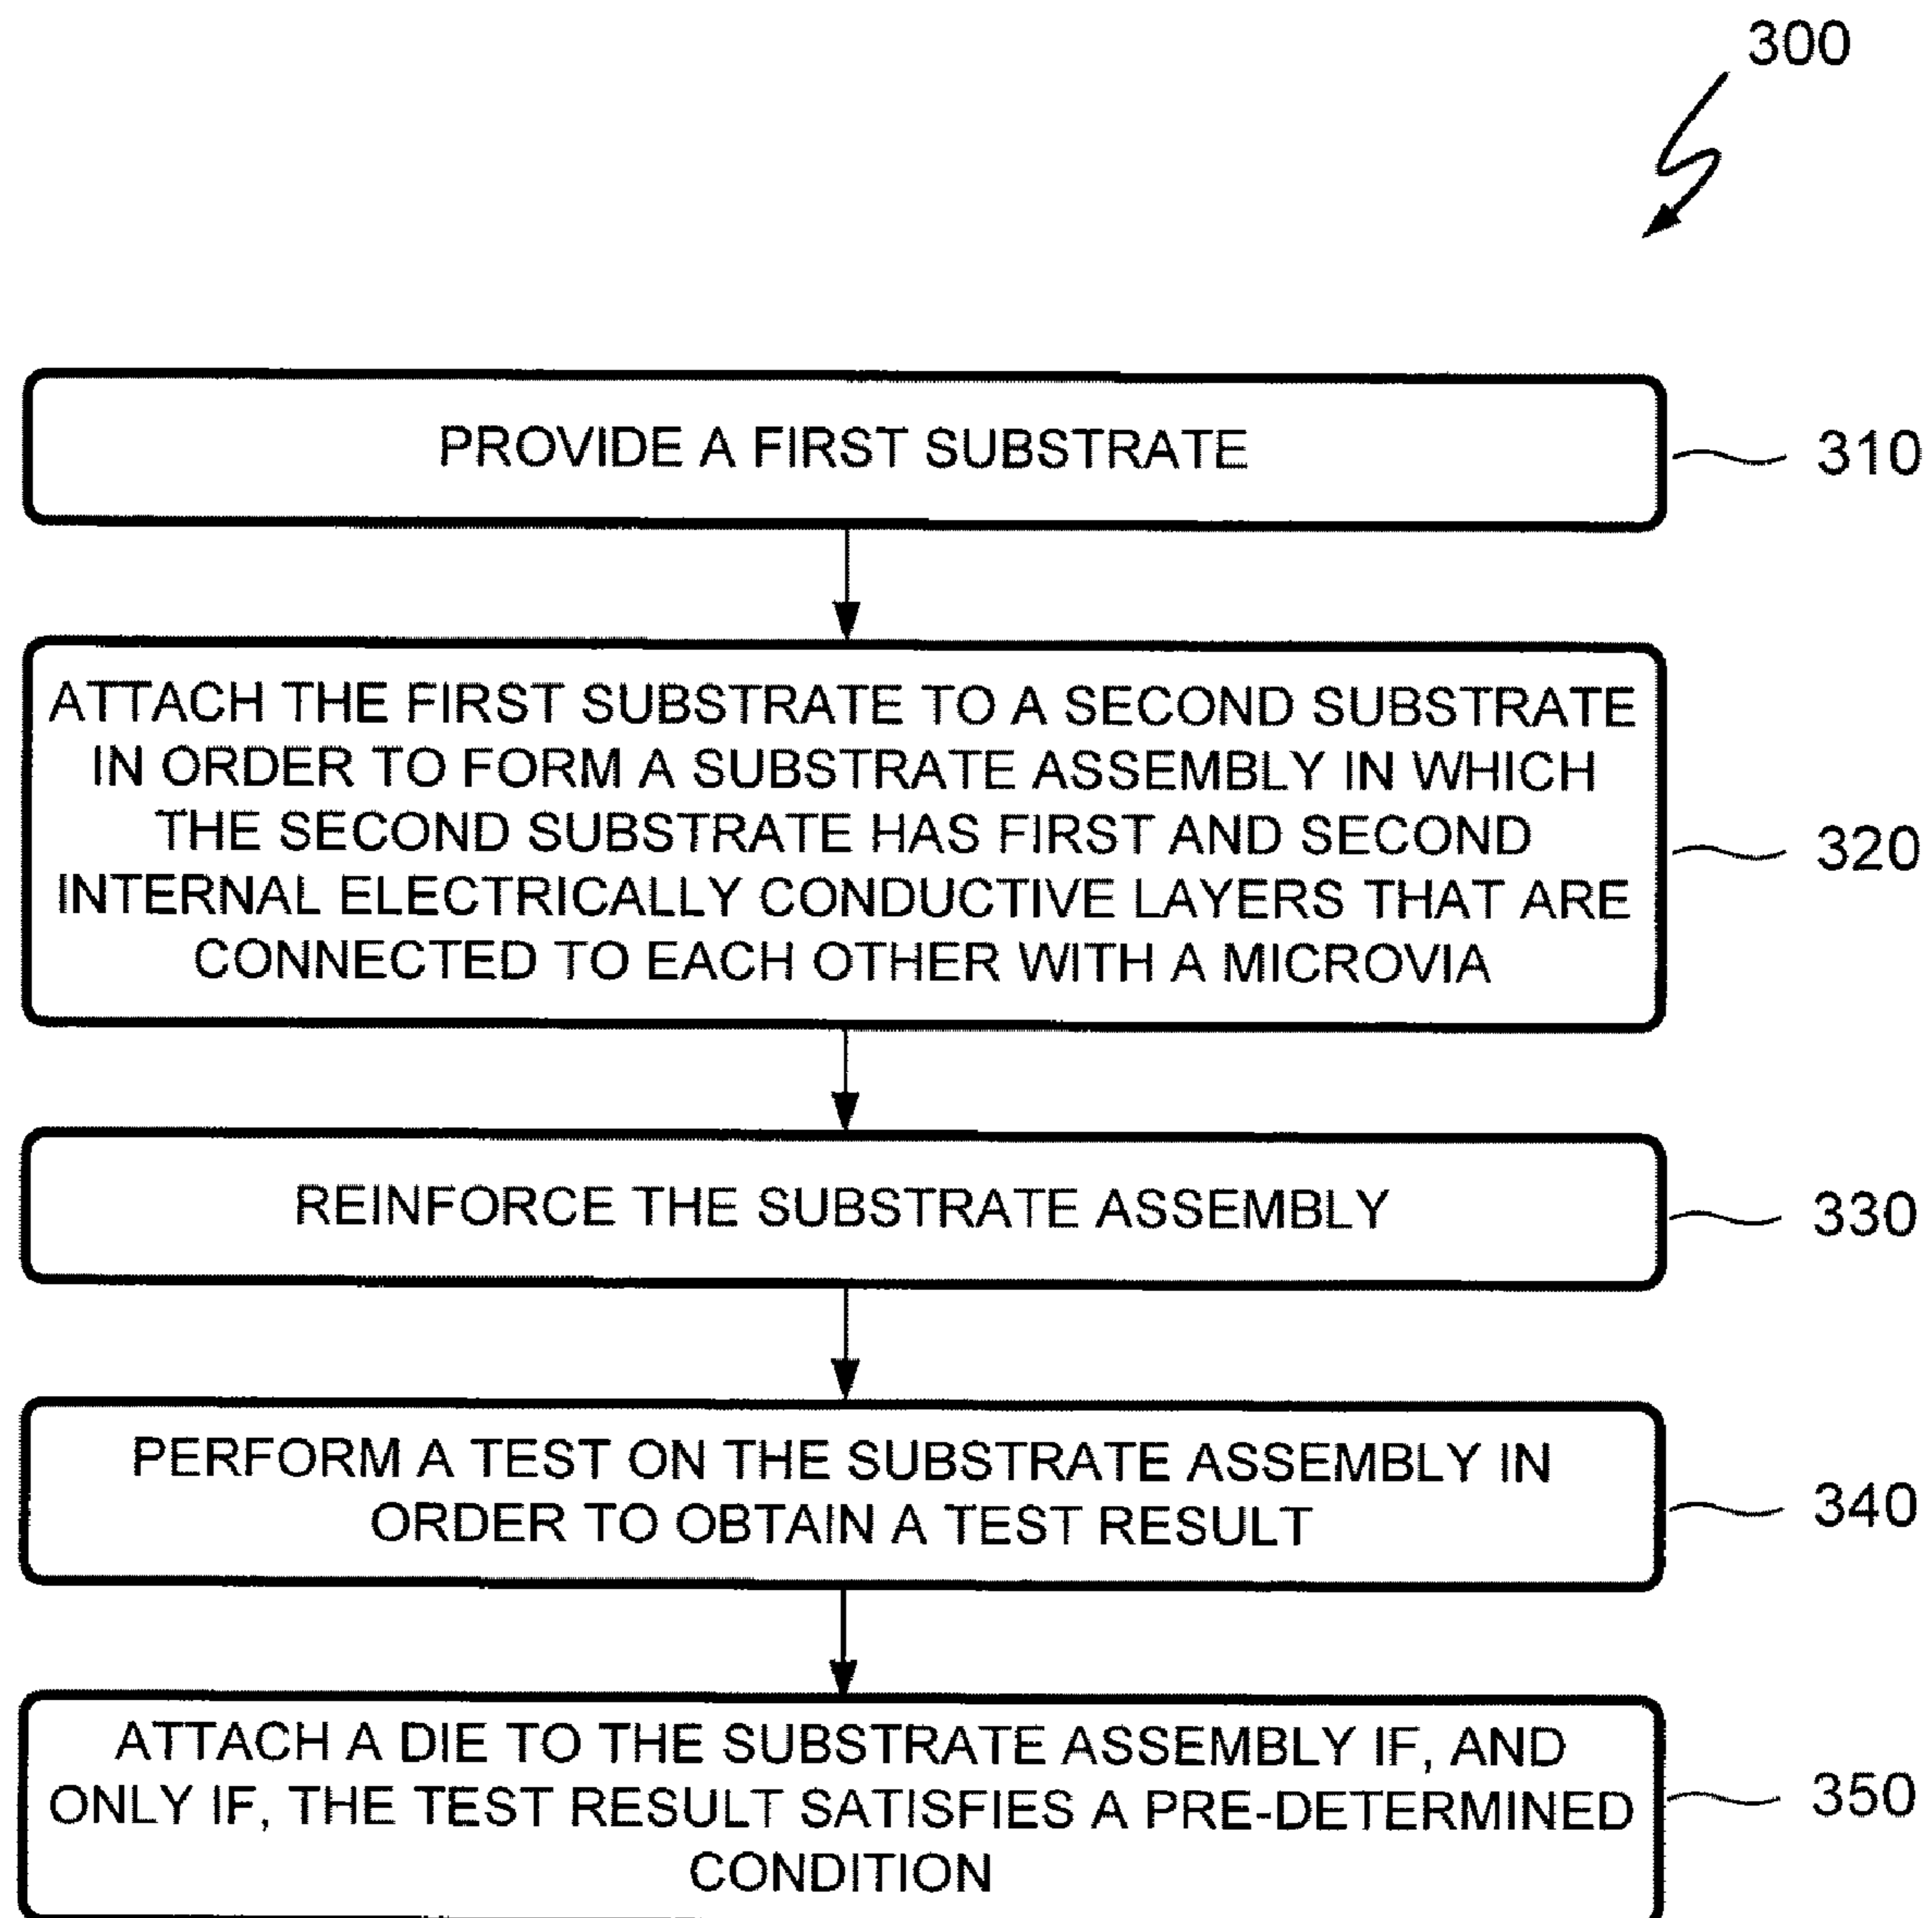 300
PROVIDE A FIRST SUBSTRATE
310
ATTACH THE FIRST SUBSTRATE TO A SECOND SUBSTRATE
IN ORDER TO FORM A SUBSTRATE ASSEMBLY IN WHICH
THE SECOND SUBSTRATE HAS FIRST AND SECOND
INTERNAL ELECTRICALLY CONDUCTIVE LAYERS THAT ARE
CONNECTED TO EACH OTHER WITH A MICROVIA
320
REINFORCE THE SUBSTRATE ASSEMBLY
330
PERFORM A TEST ON THE SUBSTRATE ASSEMBLY IN
ORDER TO OBTAIN A TEST RESULT
340
ATTACH A DIE TO THE SUBSTRATE ASSEMBLY IF, AND
ONLY IF, THE TEST RESULT SATISFIES A PRE-DETERMINED
CONDITION
350